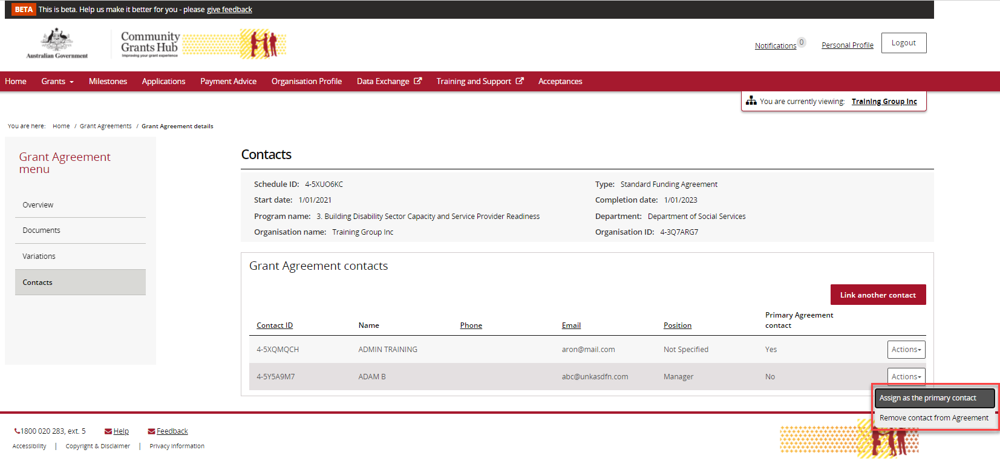 BETA This is beta. Help us make it better for you - please give feedback
Australian Government
Community
Grants Hub
Improving your grant experience
Notifications 0 Personal Profile Logout
Home Grants Milestones Applications Payment Advice Organisation Profile Data Exchange Training and Support Acceptances
You are currently viewing: Training Group Inc
You are here: Home / Grant Agreements / Grant Agreement details
Grant Agreement
menu
Overview
Documents
Variations
Contacts
Contacts
Schedule ID: 4-5XUO6KC Type: Standard Funding Agreement
Start date: 1/01/2021 Completion date: 1/01/2023
Program name: 3. Building Disability Sector Capacity and Service Provider Readiness Department: Department of Social Services
Organisation name: Training Group Inc Organisation ID: 4-3Q7ARG7
Grant Agreement contacts
Link another contact
Contact ID Name Phone Email Position Primary Agreement
contact
4-5XQMQCH ADMIN TRAINING aron@mail.com Not Specified Yes Actions
4-5Y5A9M7 ADAM B abc@unkasdfn.com Manager No Actions
Assign as the primary contact
Remove contact from Agreement
1800 020 283, ext. 5 Help Feedback
Accessibility | Copyright & Disclaimer | Privacy Information